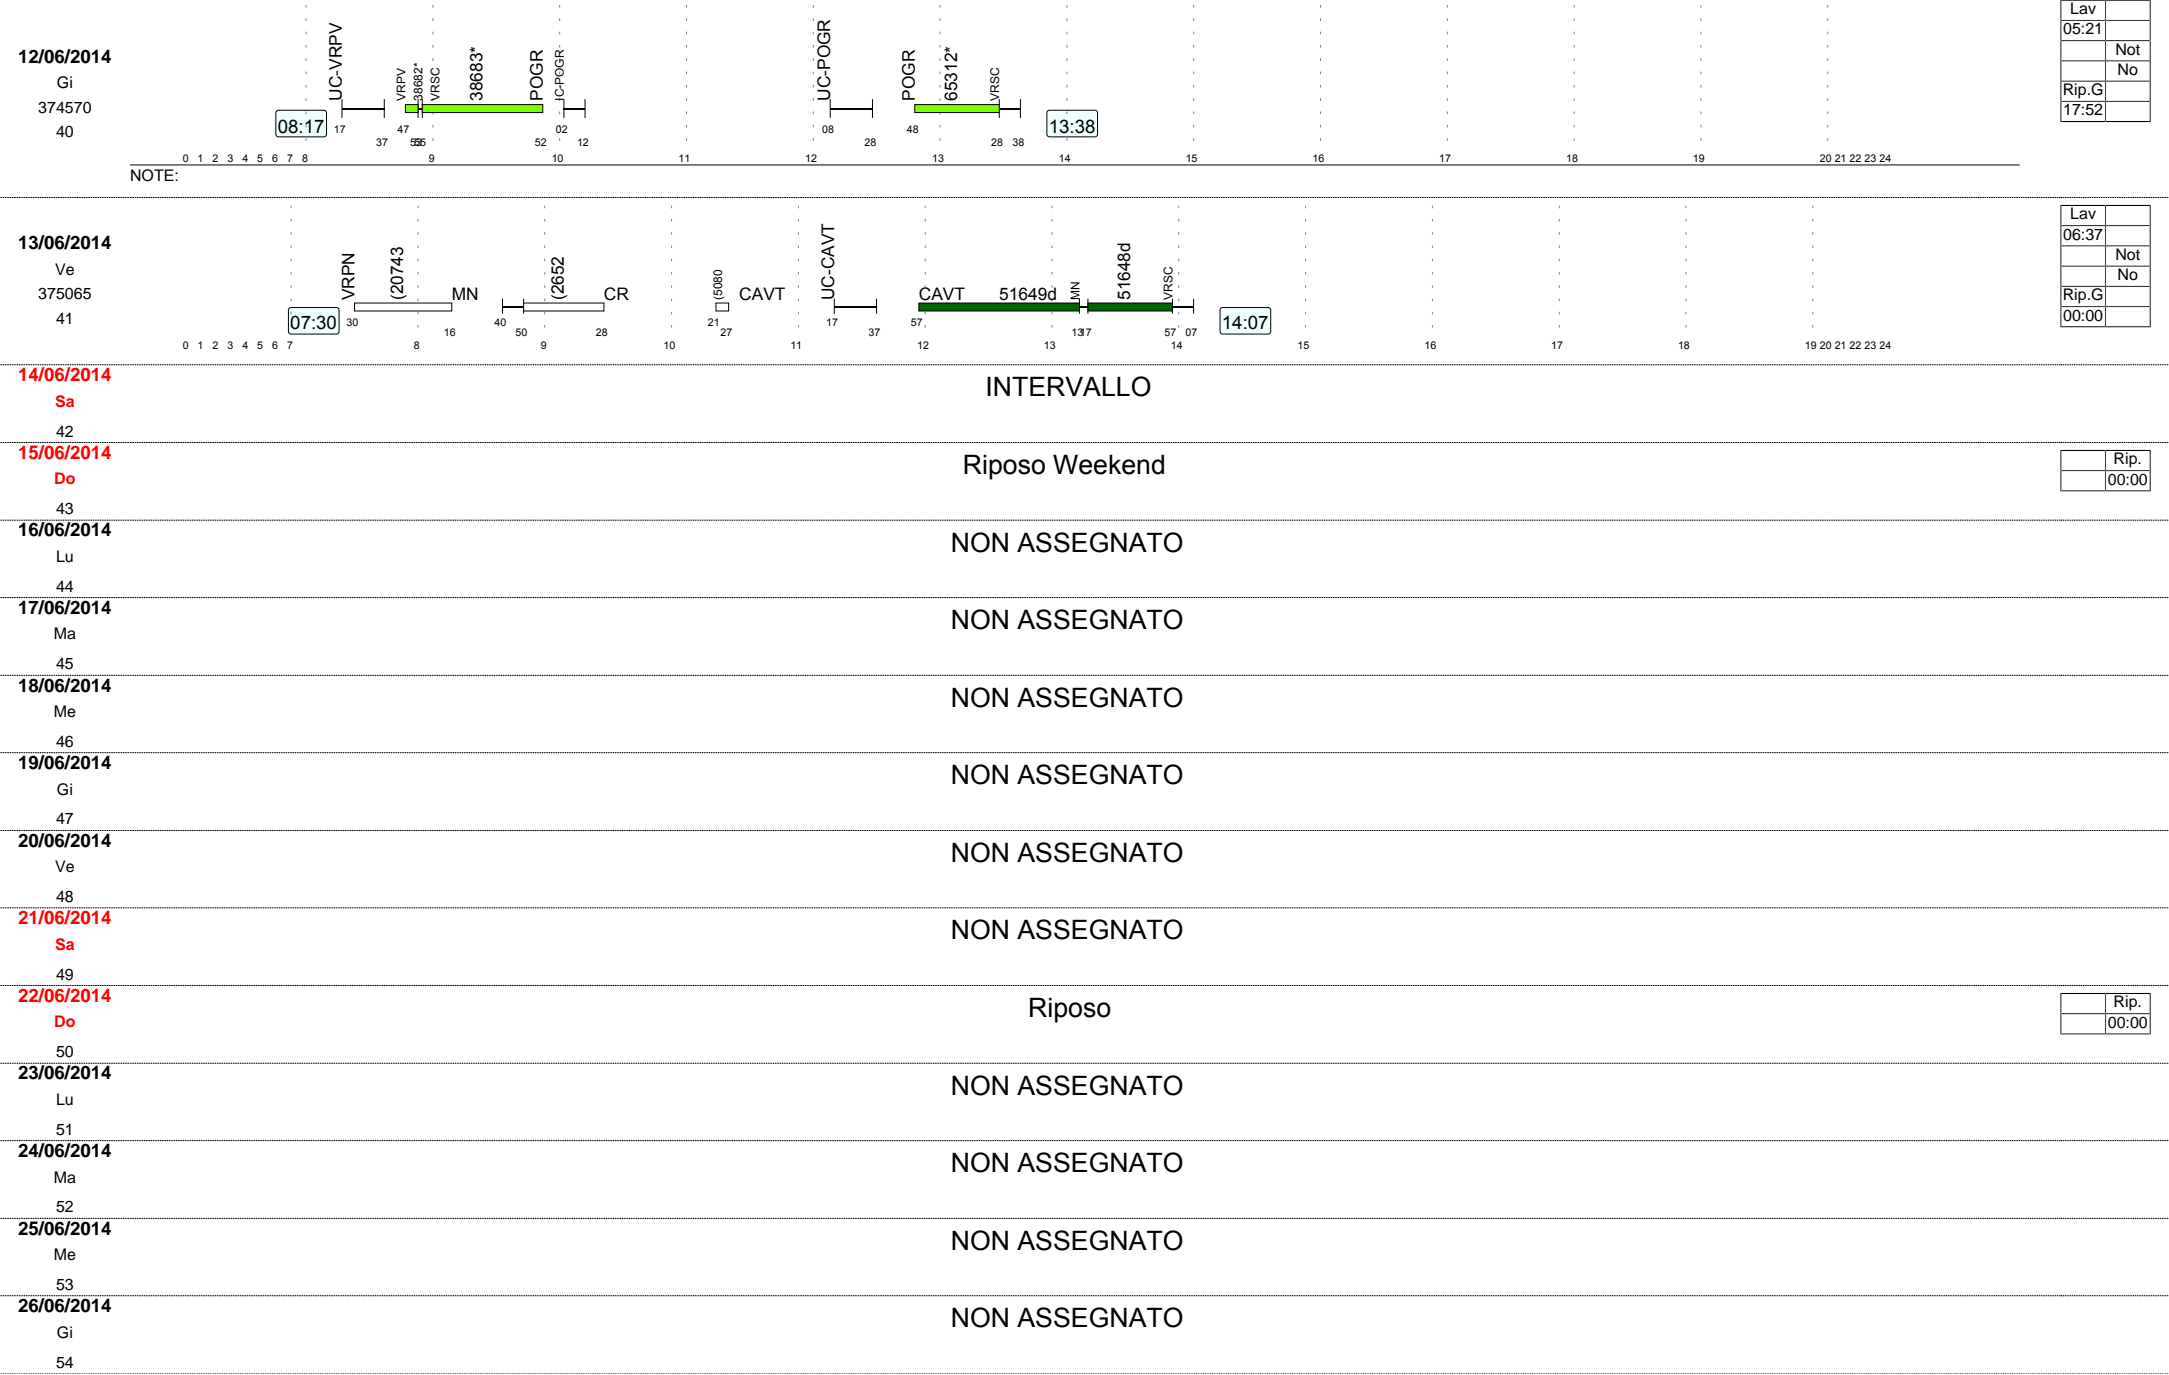 12/06/2014
Gi
374570
40
08:17
UC-VRPV
17
37
VRPV
38682*
VRSC
38683*
POGR
47
52
02
12
UC-POGR
08
28
POGR
65312*
VRSC
48
28
38
13:38
Lav
05:21
Not
No
Rip.G
17:52
0 1 2 3 4 5 6 7 8 9 10 11 12 13 14 15 16 17 18 19 20 21 22 23 24
NOTE:
13/06/2014
Ve
375065
41
07:30
VRPN
(20743
MN
30
16
40
50
(2652
CR
28
(5080
CAVT
21
27
UC-CAVT
17
37
CAVT
51649d
MN
51648d
VRSC
57
57
07
14:07
Lav
06:37
Not
No
Rip.G
00:00
0 1 2 3 4 5 6 7 8 9 10 11 12 13 14 15 16 17 18 19 20 21 22 23 24
14/06/2014
Sa
42
INTERVALLO
15/06/2014
Do
43
Riposo Weekend
Rip.
00:00
16/06/2014
Lu
44
NON ASSEGNATO
17/06/2014
Ma
45
NON ASSEGNATO
18/06/2014
Me
46
NON ASSEGNATO
19/06/2014
Gi
47
NON ASSEGNATO
20/06/2014
Ve
48
NON ASSEGNATO
21/06/2014
Sa
49
NON ASSEGNATO
22/06/2014
Do
50
Riposo
Rip.
00:00
23/06/2014
Lu
51
NON ASSEGNATO
24/06/2014
Ma
52
NON ASSEGNATO
25/06/2014
Me
53
NON ASSEGNATO
26/06/2014
Gi
54
NON ASSEGNATO